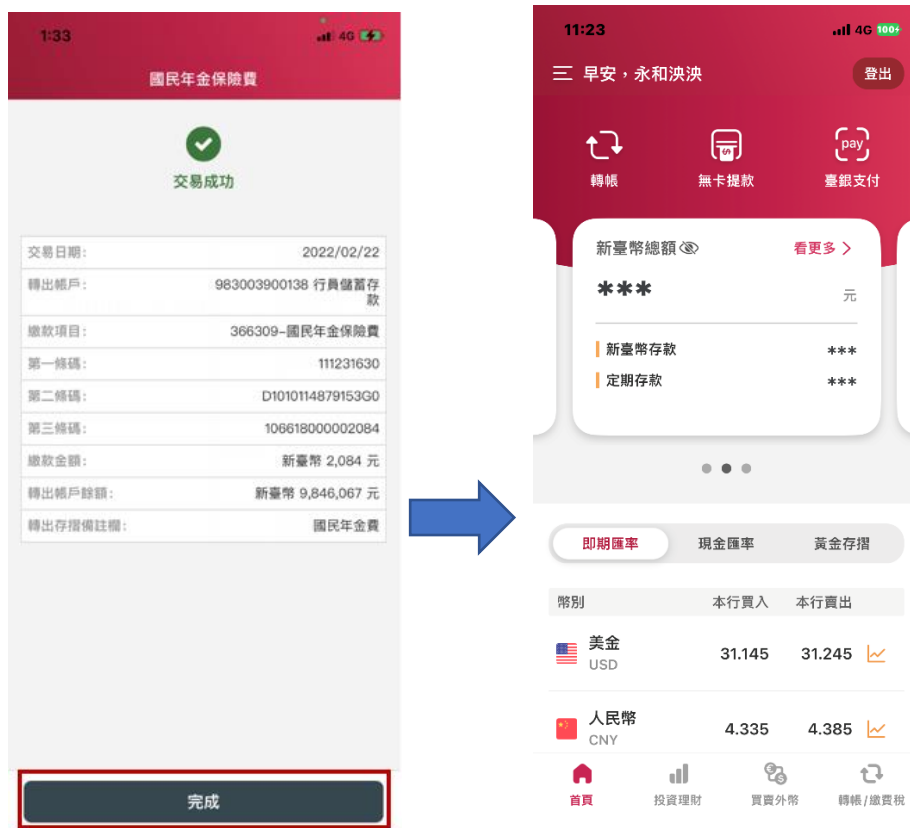 1:33
4G
國民年金保險費
交易成功
交易日期: 2022/02/22
轉出帳戶: 983003900138 行員儲蓄存
款
繳款項目: 366309-國民年金保險費
第一條碼: 111231630
第二條碼: D1010114879153G0
第三條碼: 106618000002084
繳款金額: 新臺幣 2,084 元
轉出帳戶餘額: 新臺幣 9,846,067 元
轉出存摺備註欄: 國民年金費
完成
11:23
4G 100
早安，永和泱泱
登出
轉帳
無卡提款
pay
臺銀支付
新臺幣總額
看更多
***
元
新臺幣存款 ***
定期存款 ***
即期匯率 現金匯率 黃金存摺
幣別 本行買入 本行賣出
美金
USD
31.145 31.245
人民幣
CNY
4.335 4.385
首頁 投資理財 買賣外幣 轉帳/繳費稅